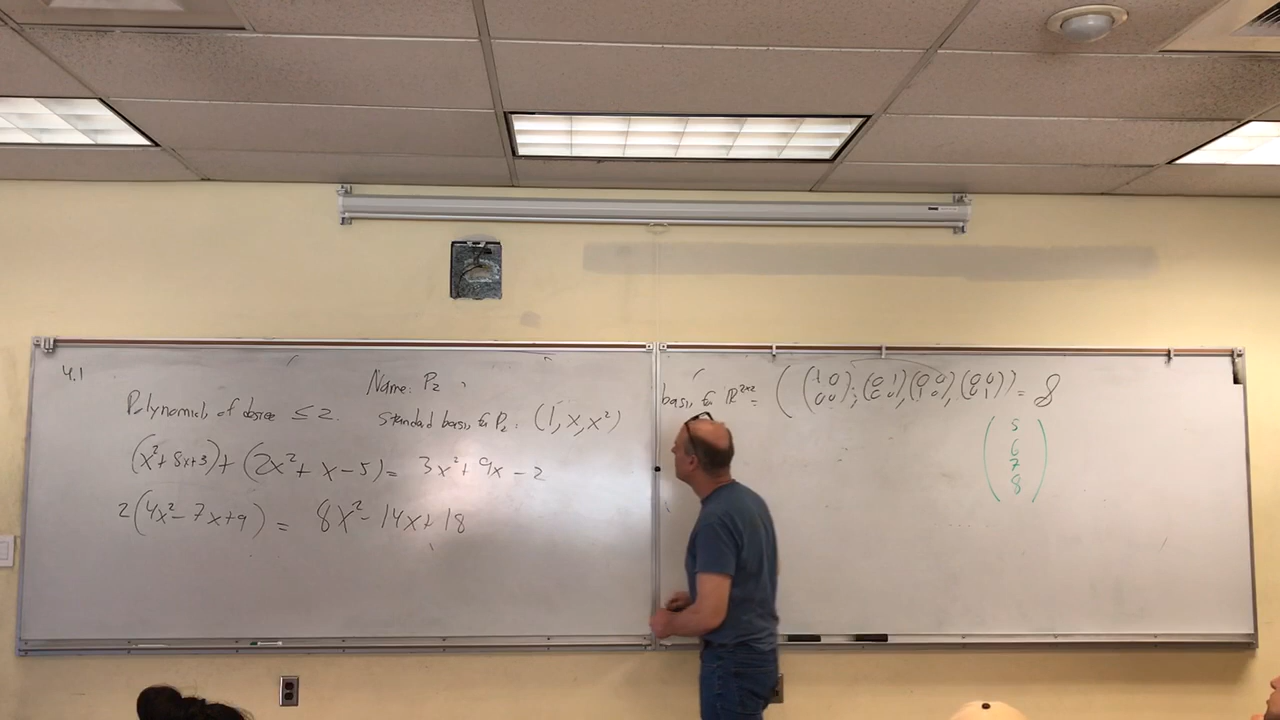 4.1
Name: P₂
Polynomials of degree ≤ 2. standard basis for P₂: (1, x, x²)
(x² + 8x + 3) + (2x² + x - 5) = 3x² + 9x - 2
2(4x² - 7x + 9) = 8x² - 14x + 18
basis for ℝ²ˣ² = ((1 0
0 0), (0 1
0 0), (0 0
1 0), (0 0
0 1)) = 8
(5
6
7
8)